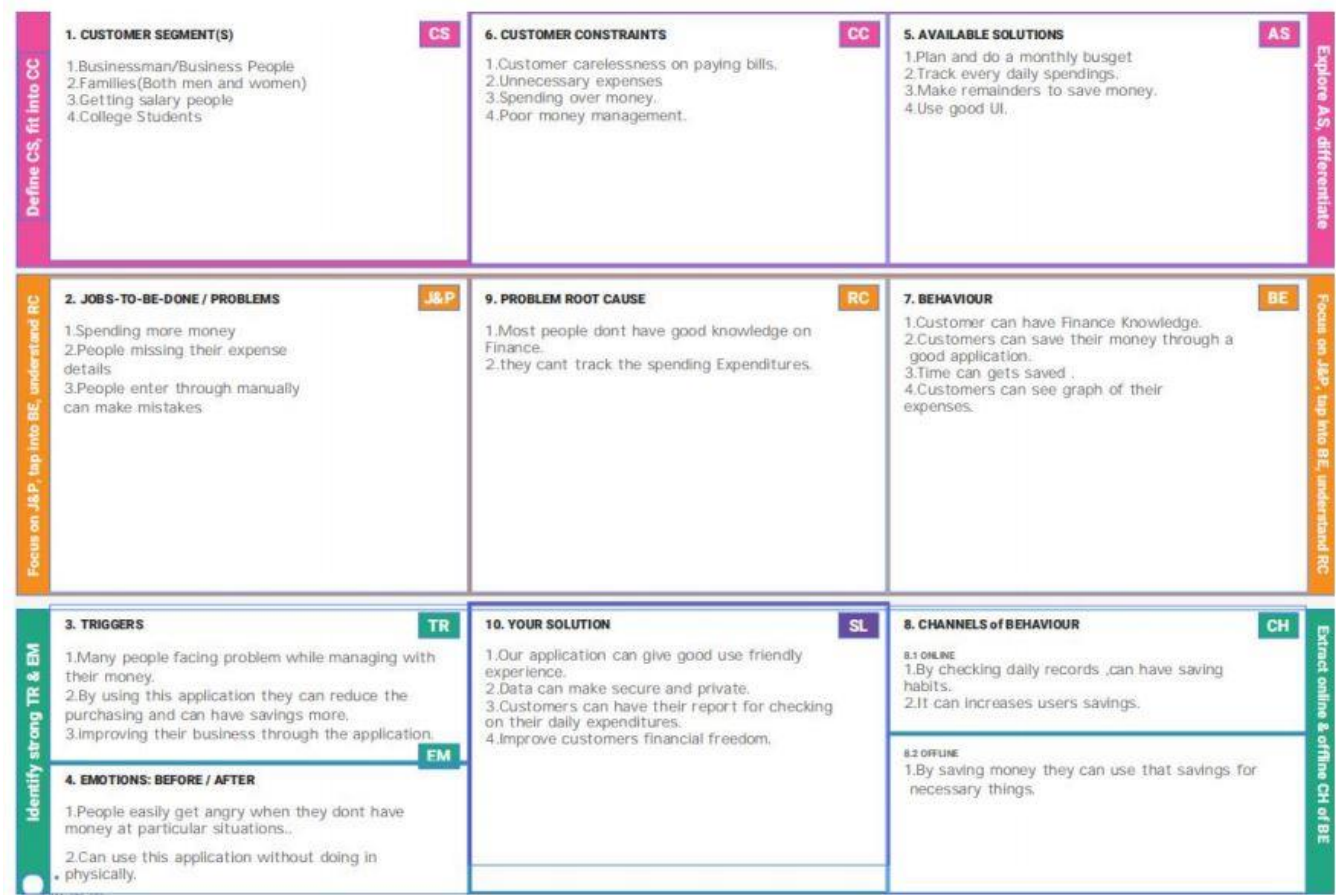 Define CS, fit into CC
1. CUSTOMER SEGMENT(S)
CS
1.Businessman/Business People
2.Families(Both men and women)
3.Getting salary people
4.College Students
6. CUSTOMER CONSTRAINTS
CC
1.Customer carelessness on paying bills.
2.Unnecessary expenses
3.Spending over money.
4.Poor money management.
5. AVAILABLE SOLUTIONS
AS
1.Plan and do a monthly busget
2.Track every daily spendings.
3.Make remainders to save money.
4.Use good UI.
Explore AS, differentiate
Focus on J&P, tap into BE, understand RC
2. JOBS-TO-BE-DONE / PROBLEMS
J&P
1.Spending more money
2.People missing their expense
details
3.People enter through manually
can make mistakes
9. PROBLEM ROOT CAUSE
RC
1.Most people dont have good knowledge on
Finance.
2.they cant track the spending Expenditures.
7. BEHAVIOUR
BE
1.Customer can have Finance Knowledge.
2.Customers can save their money through a
good application.
3.Time can gets saved .
4.Customers can see graph of their
expenses.
Focus on J&P, tap into BE, understand RC
Identify strong TR & EM
3. TRIGGERS
TR
1.Many people facing problem while managing with
their money.
2.By using this application they can reduce the
purchasing and can have savings more.
3.improving their business through the application.
EM
4. EMOTIONS: BEFORE / AFTER
1.People easily get angry when they dont have
money at particular situations..
2.Can use this application without doing in
physically.
10. YOUR SOLUTION
SL
1.Our application can give good use friendly
experience.
2.Data can make secure and private.
3.Customers can have their report for checking
on their daily expenditures.
4.Improve customers financial freedom.
8. CHANNELS of BEHAVIOUR
CH
8.1 ONLINE
1.By checking daily records ,can have saving
habits.
2.It can increases users savings.
8.2 OFFLINE
1.By saving money they can use that savings for
necessary things.
Extract online & offline CH of BE